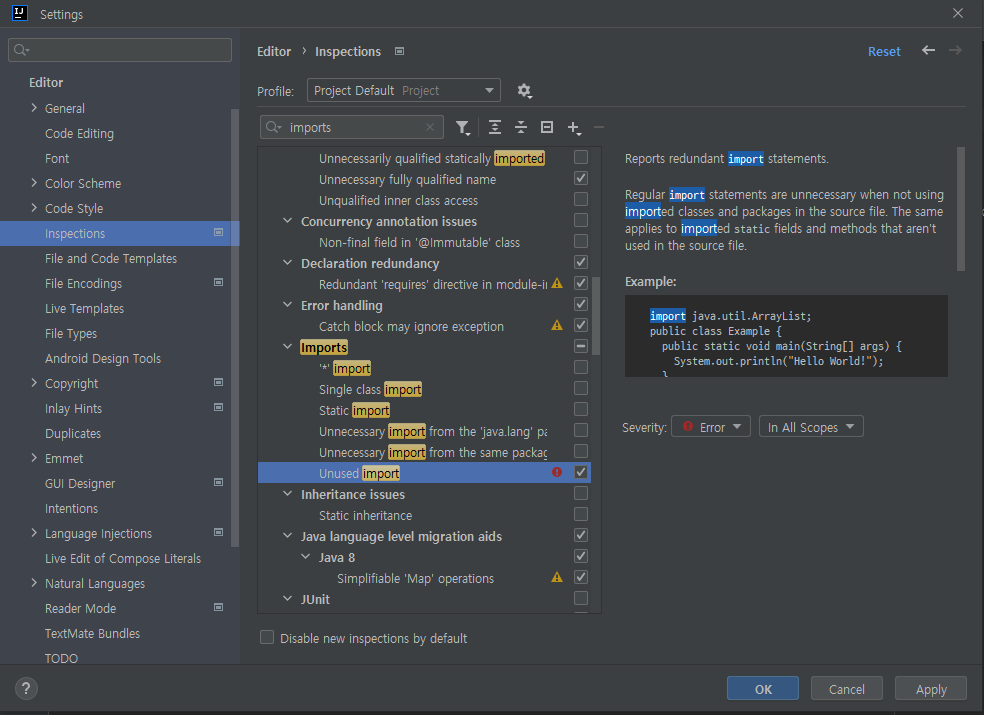 IJ
Settings
Editor
General
Code Editing
Font
Color Scheme
Code Style
Inspections
File and Code Templates
File Encodings
Live Templates
File Types
Android Design Tools
Copyright
Inlay Hints
Duplicates
Emmet
GUI Designer
Intentions
Language Injections
Live Edit of Compose Literals
Natural Languages
Reader Mode
TextMate Bundles
TODO
Editor › Inspections
Reset
Profile:
Project Default Project
imports
Unnecessarily qualified statically imported
Unnecessary fully qualified name
Unqualified inner class access
Concurrency annotation issues
Non-final field in '@Immutable' class
Declaration redundancy
Redundant 'requires' directive in module-i
Error handling
Catch block may ignore exception
Imports
'*' import
Single class import
Static import
Unnecessary import from the 'java.lang' pa
Unnecessary import from the same packag
Unused import
Inheritance issues
Static inheritance
Java language level migration aids
Java 8
Simplifiable 'Map' operations
JUnit
Disable new inspections by default
Reports redundant import statements.
Regular import statements are unnecessary when not using
imported classes and packages in the source file. The same
applies to imported static fields and methods that aren't
used in the source file.
Example:
import java.util.ArrayList;
public class Example {
public static void main(String[] args) {
System.out.println("Hello World!");
}
Severity:
Error
In All Scopes
?
OK
Cancel
Apply